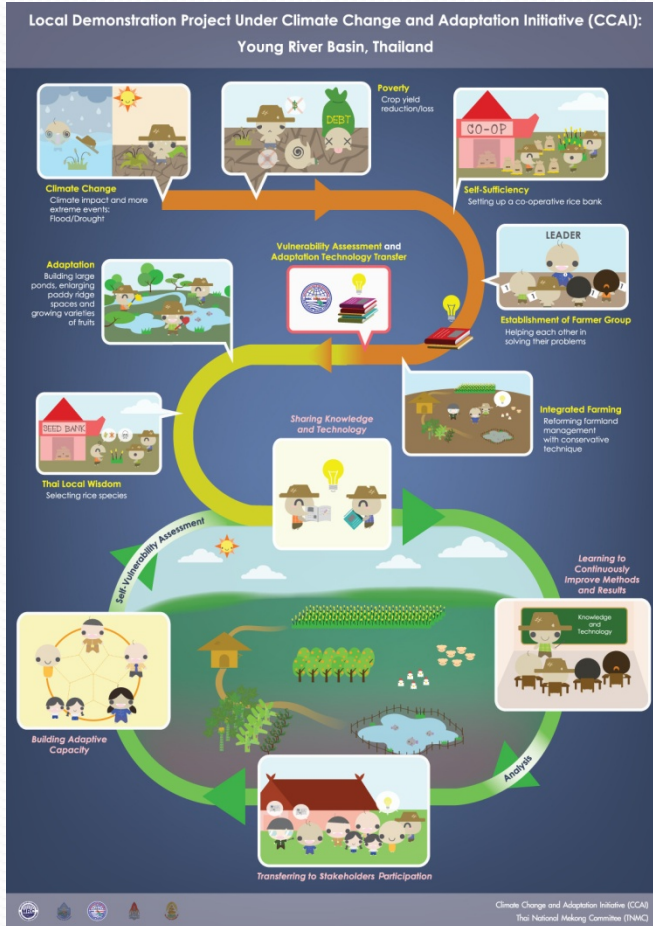 Local Demonstration Project Under Climate Change and Adaptation Initiative (CCAI):
Young River Basin, Thailand
Climate Change
Climate impact and more
extreme events:
Flood/Drought
DEBT
Poverty
Crop yield
reduction/loss
CO-OP
Self-Sufficiency
Setting up a co-operative rice bank
LEADER
Establishment of Farmer Group
Helping each other in
solving their problems
Vulnerability Assessment and
Adaptation Technology Transfer
Integrated Farming
Reforming farmland
management
with conservative
technique
Adaptation
Building large
ponds, enlarging
paddy ridge
spaces and
growing varieties
of fruits
DEED BANK
Thai Local Wisdom
Selecting rice species
Sharing Knowledge
and Technology
Learning to
Continuously
Improve Methods
and Results
Knowledge
and
Technology
Analysis
Transferring to Stakeholders Participation
Building Adaptive
Capacity
Self-Vulnerability Assessment
Climate Change and Adaptation Initiative (CCAI)
Thai National Mekong Committee (TNMC)